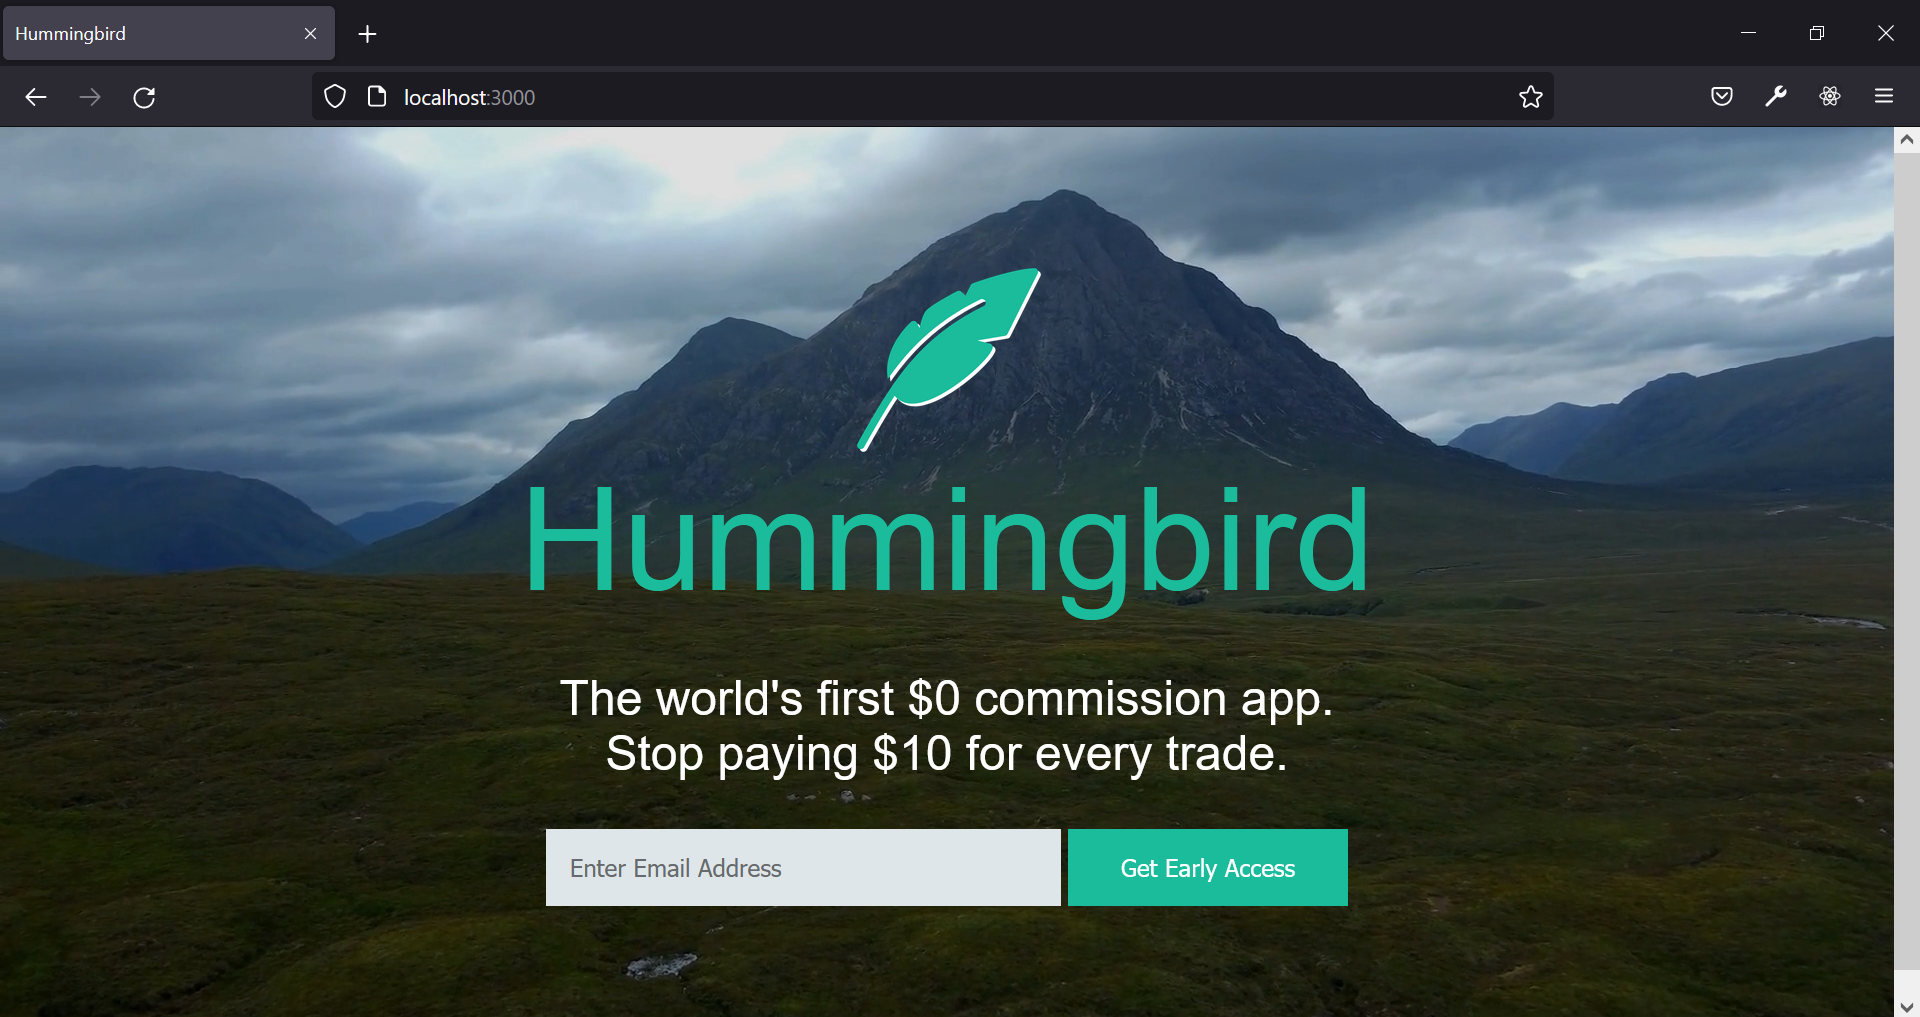 Hummingbird
localhost:3000
Hummingbird
The world's first $0 commission app.
Stop paying $10 for every trade.
Enter Email Address
Get Early Access